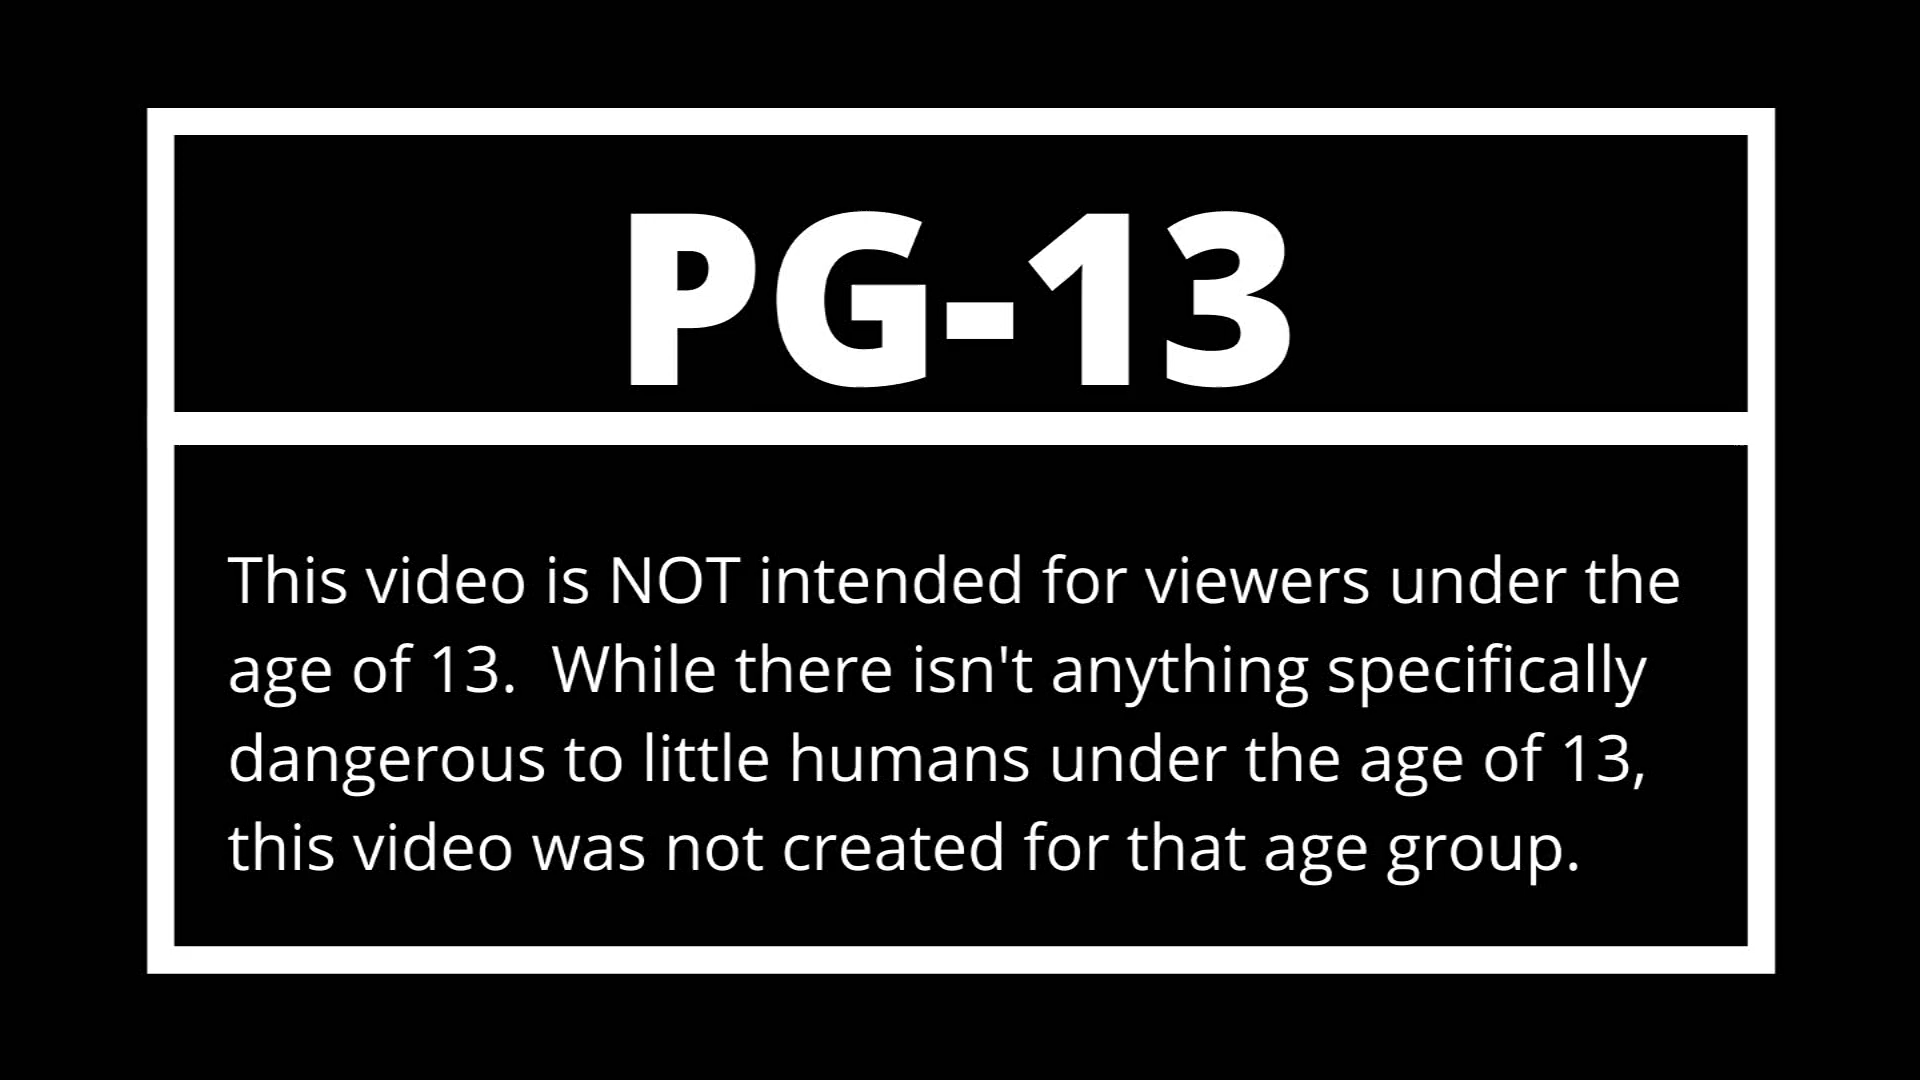 PG-13
This video is NOT intended for viewers under the
age of 13.  While there isn't anything specifically
dangerous to little humans under the age of 13,
this video was not created for that age group.